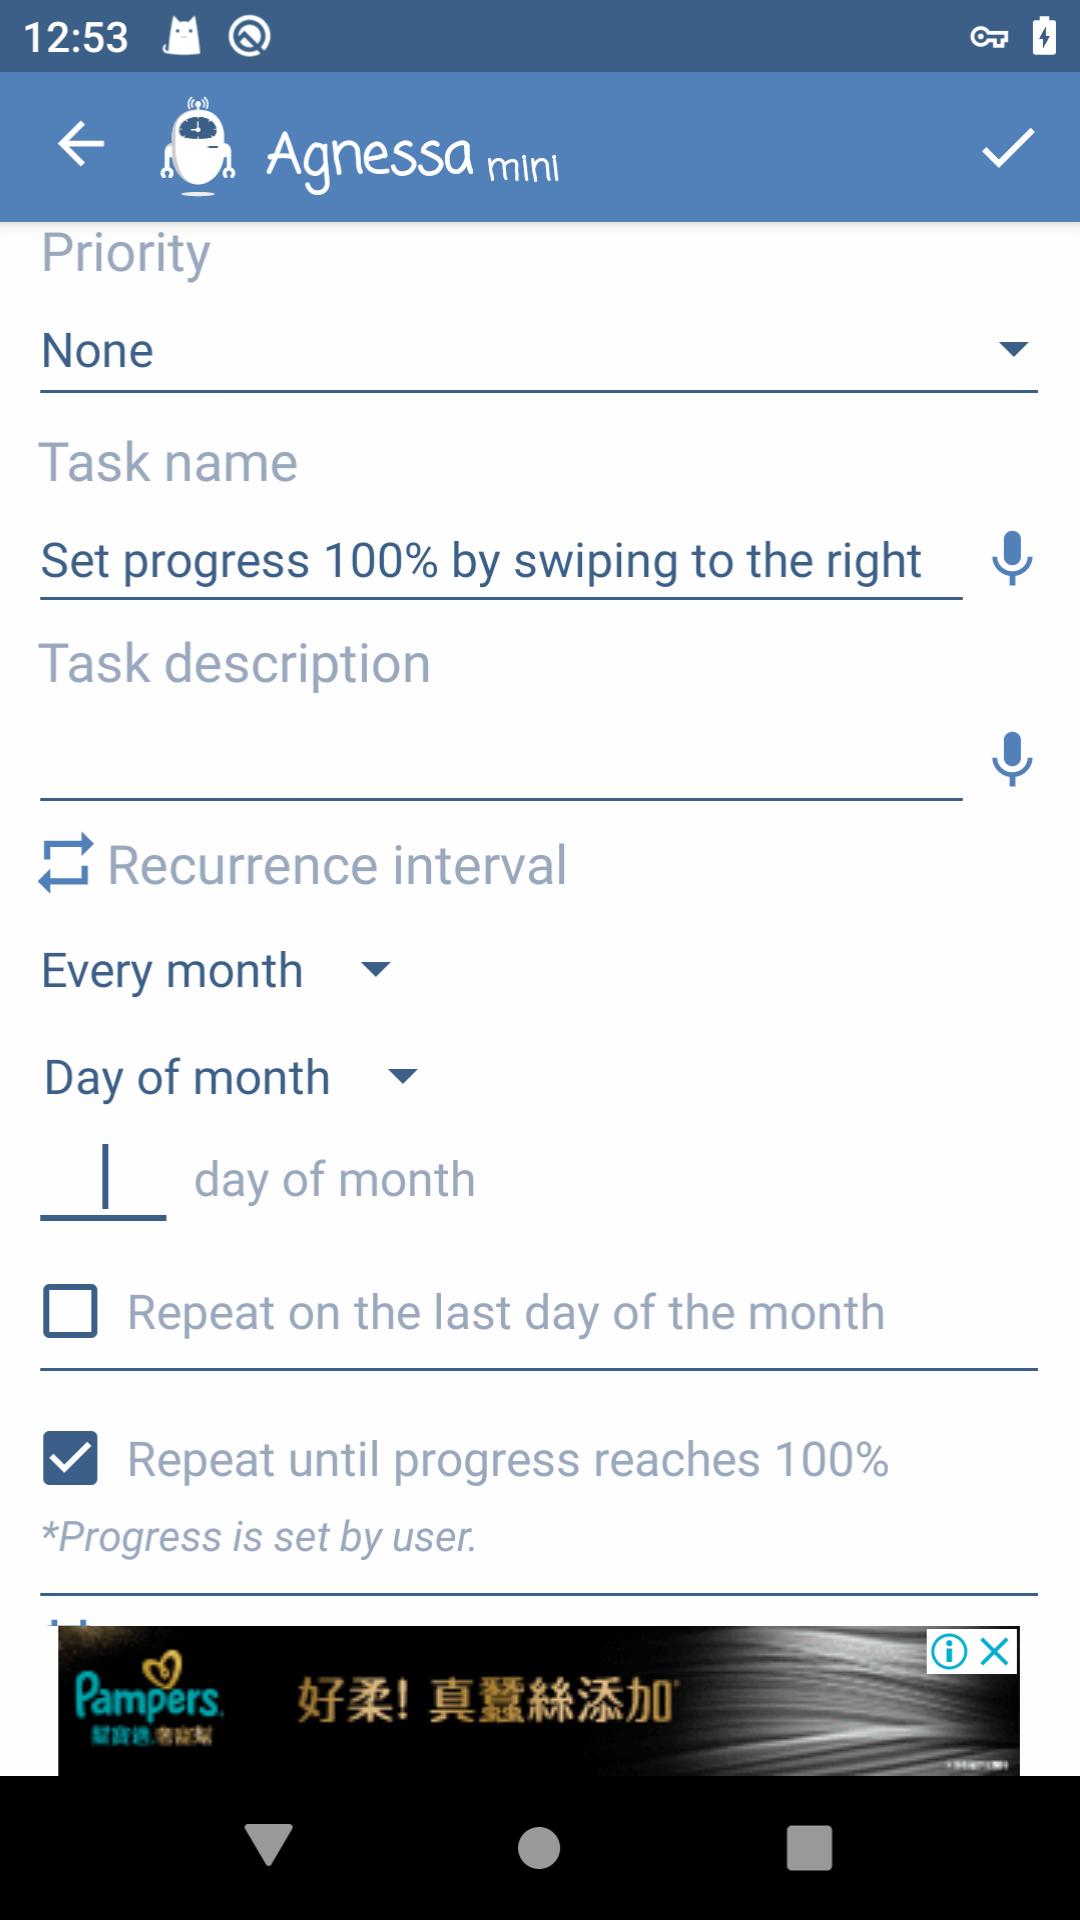 12:53
Agnessa mini
Priority
None
Task name
Set progress 100% by swiping to the right
Task description
Recurrence interval
Every month
Day of month
day of month
Repeat on the last day of the month
Repeat until progress reaches 100%
*Progress is set by user.
Pampers
好柔! 真蠶絲添加